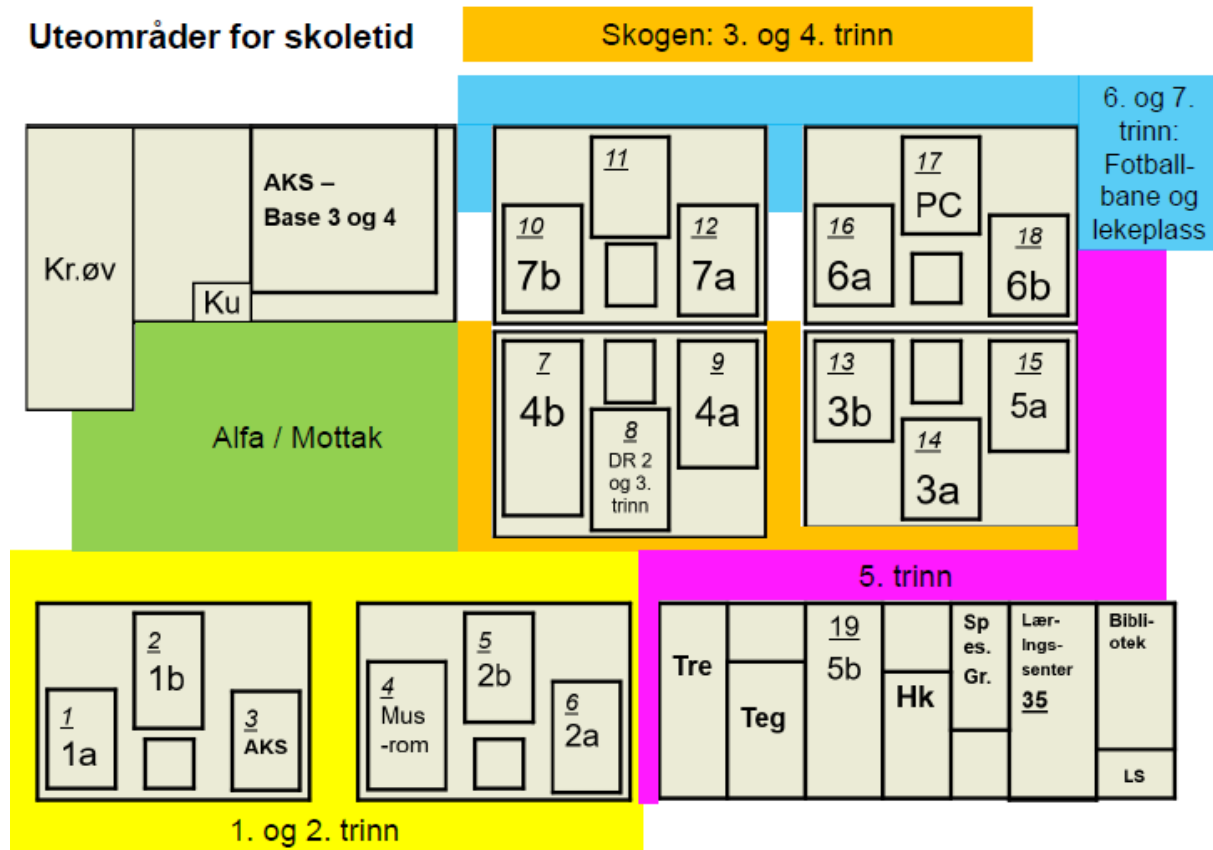 Uteområder for skoletid
Skogen: 3. og 4. trinn
6. og 7.
trinn:
Fotball-
bane og
lekeplass
Kr.øv
AKS –
Base 3 og 4
Ku
11
10
7b
12
7a
17
PC
16
6a
18
6b
Alfa / Mottak
7
4b
8
DR 2
og 3.
trinn
9
4a
13
3b
14
3a
15
5a
5. trinn
1
1a
2
1b
3
AKS
4
Mus
-rom
5
2b
6
2a
Tre
Teg
19
5b
Hk
Sp
es.
Gr.
Lær-
Ings-
senter
35
Bibli-
otek
LS
1. og 2. trinn